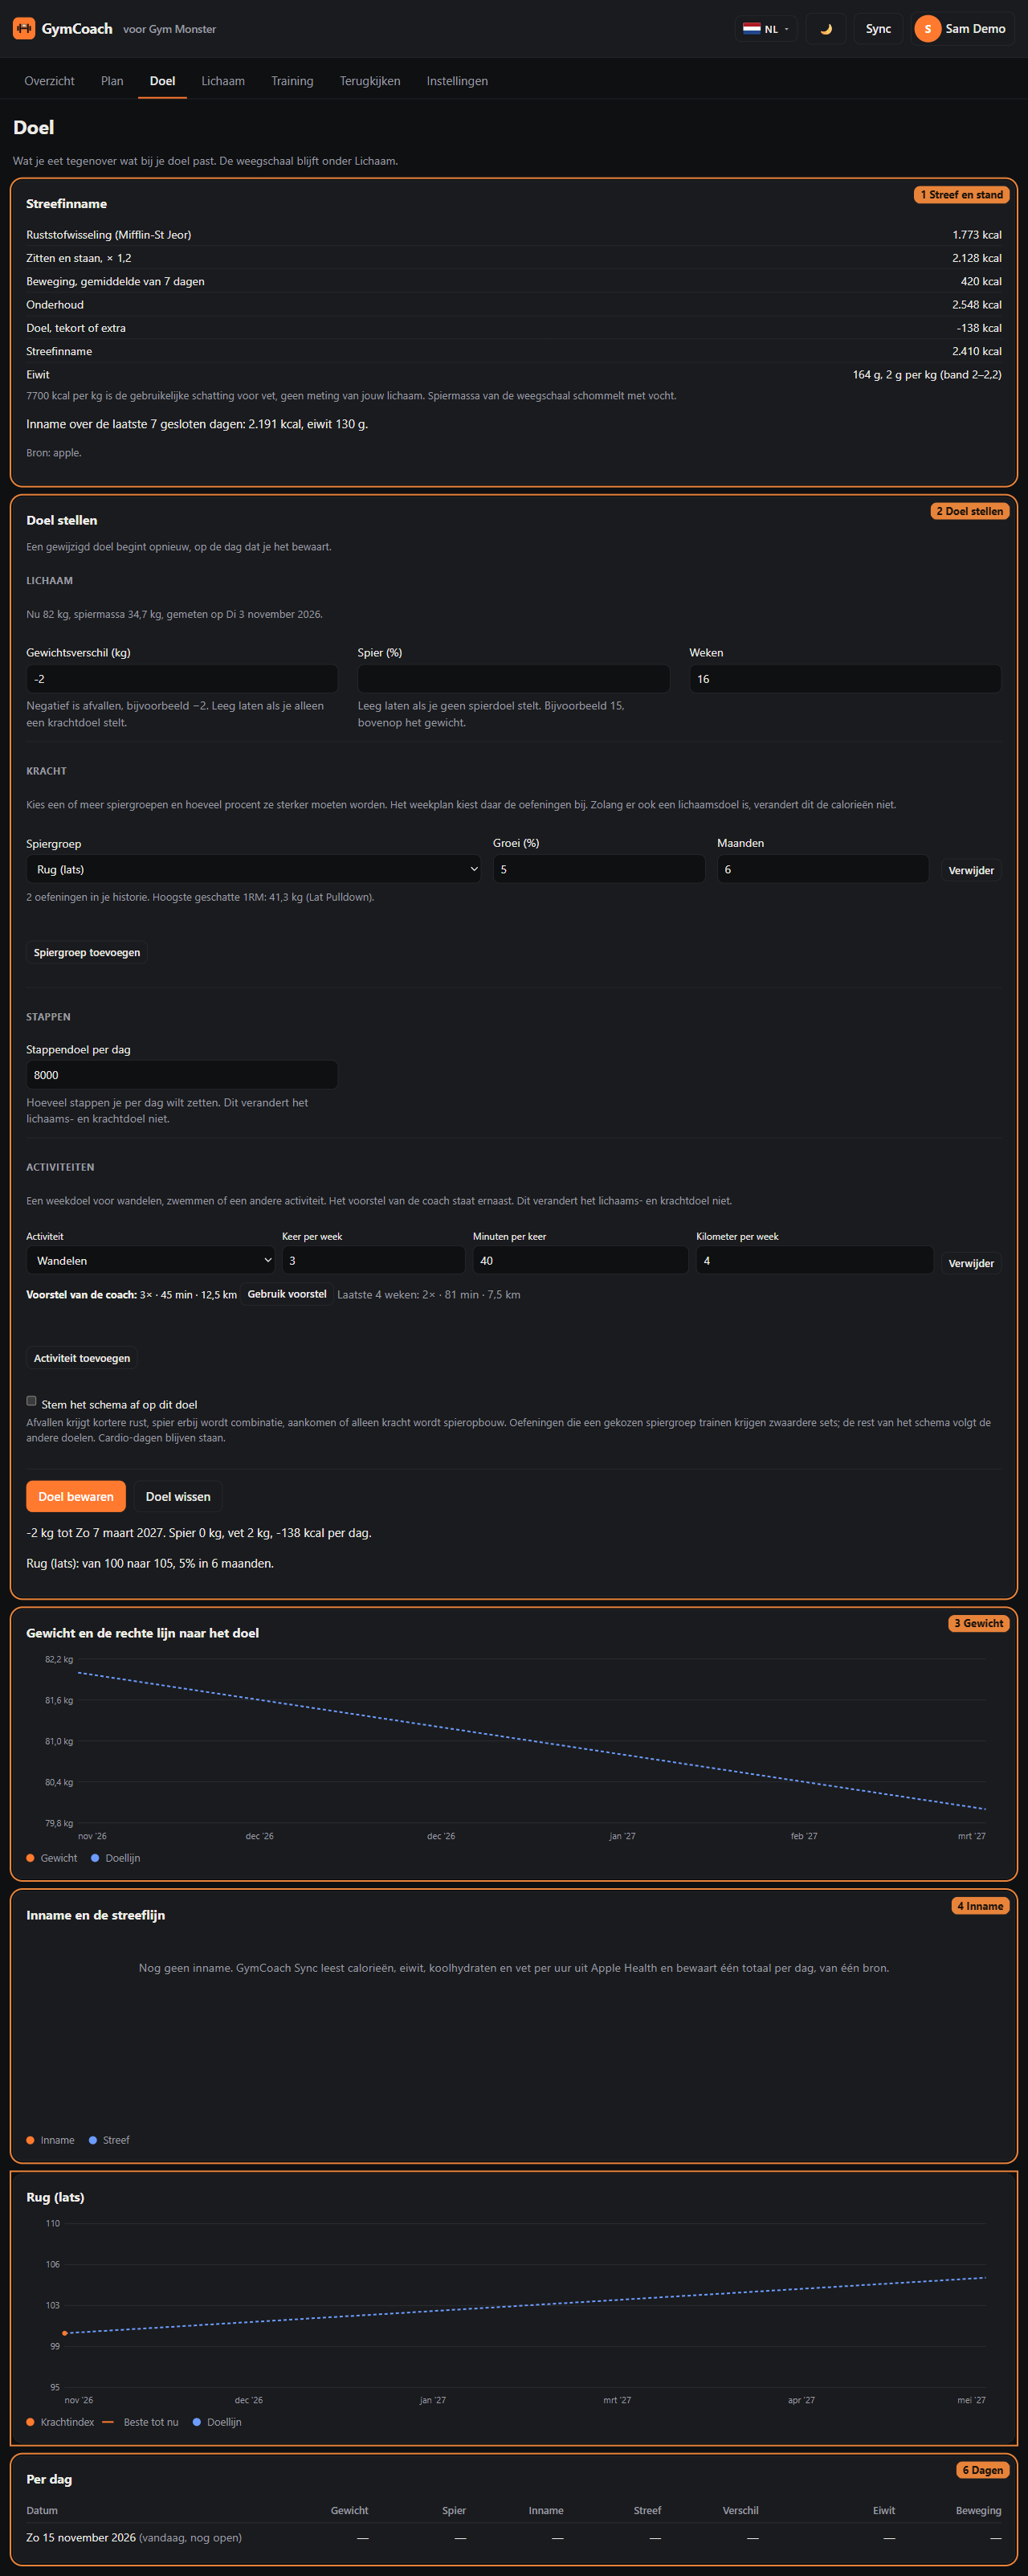 GymCoach voor Gym Monster
NL
Sync
S
Sam Demo
Overzicht Plan Doel Lichaam Training Terugkijken Instellingen
Doel
Wat je eet tegenover wat bij je doel past. De weegschaal blijft onder Lichaam.
1 Streef en stand
Streefinname
Ruststofwisseling (Mifflin-St Jeor) 1.773 kcal
Zitten en staan, × 1,2 2.128 kcal
Beweging, gemiddelde van 7 dagen 420 kcal
Onderhoud 2.548 kcal
Doel, tekort of extra -138 kcal
Streefinname 2.410 kcal
Eiwit 164 g, 2 g per kg (band 2–2,2)
7700 kcal per kg is de gebruikelijke schatting voor vet, geen meting van jouw lichaam. Spiermassa van de weegschaal schommelt met vocht.
Inname over de laatste 7 gesloten dagen: 2.191 kcal, eiwit 130 g.
Bron: apple.
2 Doel stellen
Doel stellen
Een gewijzigd doel begint opnieuw, op de dag dat je het bewaart.
LICHAAM
Nu 82 kg, spiermassa 34,7 kg, gemeten op Di 3 november 2026.
Gewichtsverschil (kg) Spier (%) Weken
-2 16
Negatief is afvallen, bijvoorbeeld −2. Leeg laten als je alleen
een krachtdoel stelt.
Leeg laten als je geen spierdoel stelt. Bijvoorbeeld 15,
bovenop het gewicht.
KRACHT
Kies een of meer spiergroepen en hoeveel procent ze sterker moeten worden. Het weekplan kiest daar de oefeningen bij. Zolang er ook een lichaamsdoel is, verandert dit de calorieën niet.
Spiergroep Groei (%) Maanden
Rug (lats) 5 6 Verwijder
2 oefeningen in je historie. Hoogste geschatte 1RM: 41,3 kg (Lat Pulldown).
Spiergroep toevoegen
STAPPEN
Stappendoel per dag
8000
Hoeveel stappen je per dag wilt zetten. Dit verandert het
lichaams- en krachtdoel niet.
ACTIVITEITEN
Een weekdoel voor wandelen, zwemmen of een andere activiteit. Het voorstel van de coach staat ernaast. Dit verandert het lichaams- en krachtdoel niet.
Activiteit Keer per week Minuten per keer Kilometer per week
Wandelen 3 40 4 Verwijder
Voorstel van de coach: 3× · 45 min · 12,5 km Gebruik voorstel Laatste 4 weken: 2× · 81 min · 7,5 km
Activiteit toevoegen
Stem het schema af op dit doel
Afvallen krijgt kortere rust, spier erbij wordt combinatie, aankomen of alleen kracht wordt spieropbouw. Oefeningen die een gekozen spiergroep trainen krijgen zwaardere sets; de rest van het schema volgt de
andere doelen. Cardio-dagen blijven staan.
Doel bewaren Doel wissen
-2 kg tot Zo 7 maart 2027. Spier 0 kg, vet 2 kg, -138 kcal per dag.
Rug (lats): van 100 naar 105, 5% in 6 maanden.
3 Gewicht
Gewicht en de rechte lijn naar het doel
82,2 kg
81,6 kg
81,0 kg
80,4 kg
79,8 kg
nov '26 dec '26 dec '26 jan '27 feb '27 mrt '27
Gewicht Doellijn
4 Inname
Inname en de streeflijn
Nog geen inname. GymCoach Sync leest calorieën, eiwit, koolhydraten en vet per uur uit Apple Health en bewaart één totaal per dag, van één bron.
Inname Streef
Rug (lats)
110
106
103
99
95
nov '26 dec '26 jan '27 mrt '27 apr '27 mei '27
Krachtindex Beste tot nu Doellijn
6 Dagen
Per dag
Datum Gewicht Spier Inname Streef Verschil Eiwit Beweging
Zo 15 november 2026 (vandaag, nog open) — — — — — — —